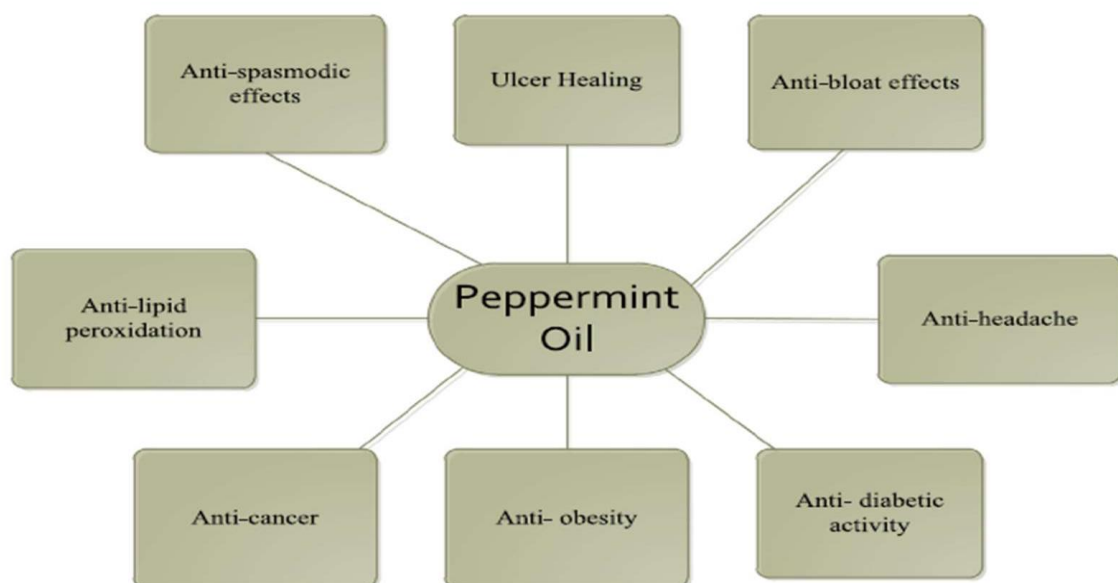 Anti-spasmodic
effects
Ulcer Healing
Anti-bloat effects
Anti-lipid
peroxidation
Peppermint
Oil
Anti-headache
Anti-cancer
Anti- obesity
Anti- diabetic
activity